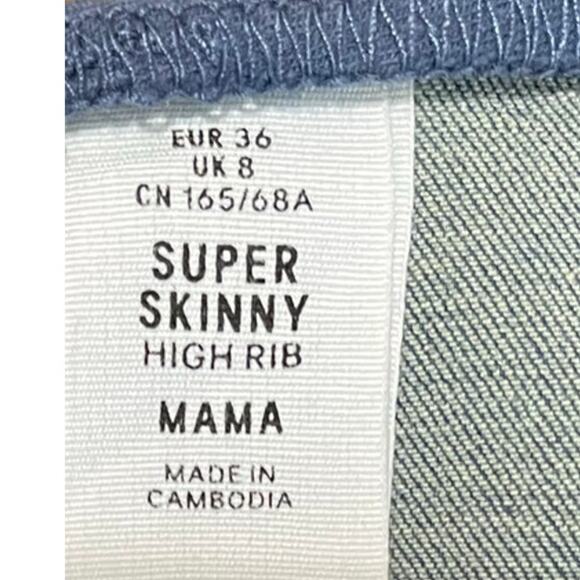 EUR 36
UK 8
CN 165/68A
SUPER
SKINNY
HIGH RIB
MAMA
MADE IN
CAMBODIA